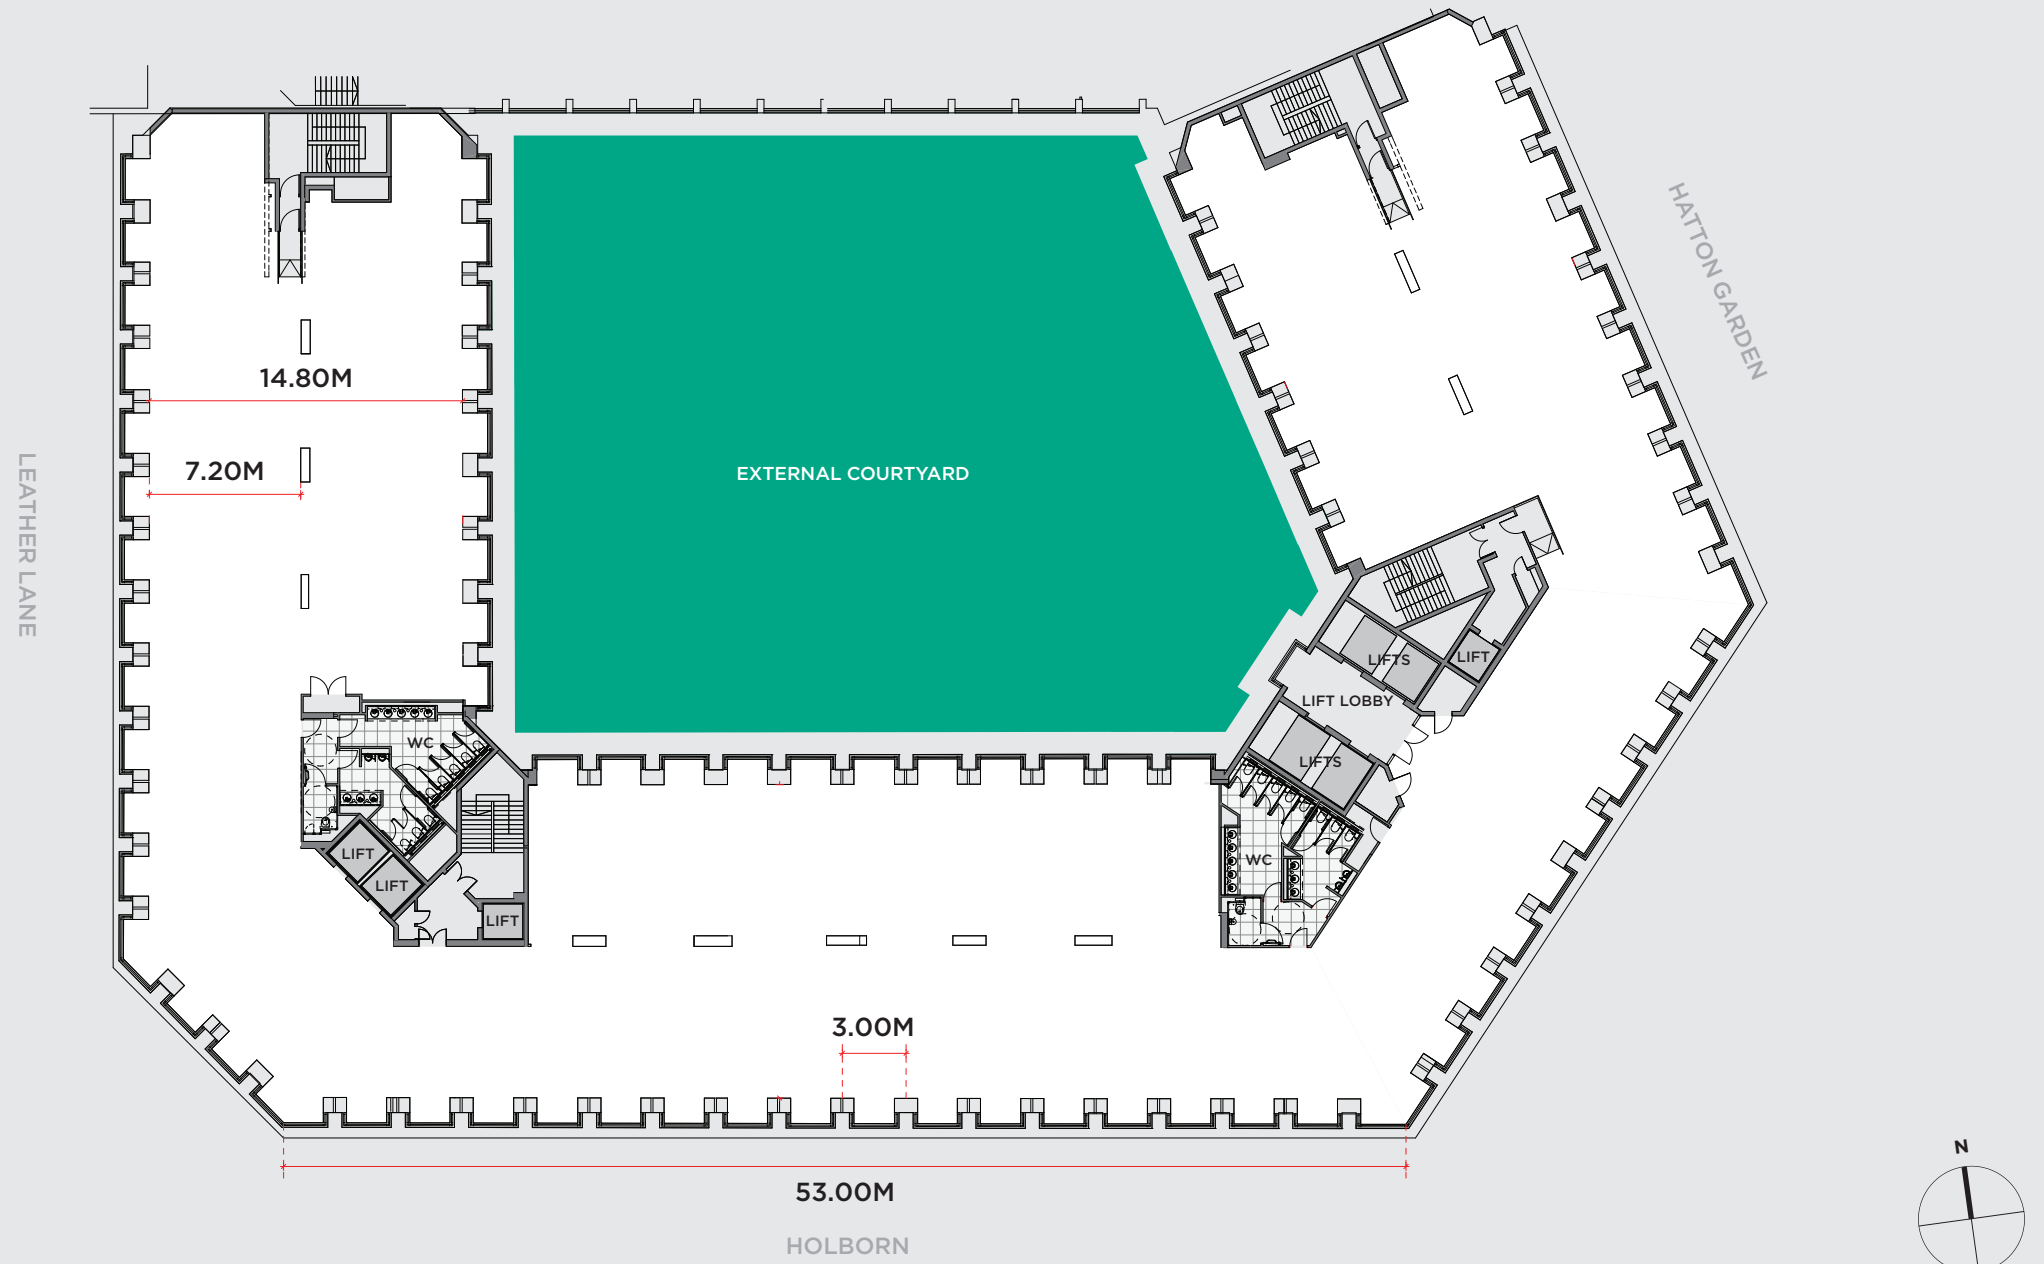 HATTON GARDEN
14.80M
7.20M
EXTERNAL COURTYARD
LEATHER LANE
LIFTS
LIFT
LIFT LOBBY
WC
LIFTS
LIFT
LIFT
WC
LIFT
3.00M
53.00M
N
HOLBORN